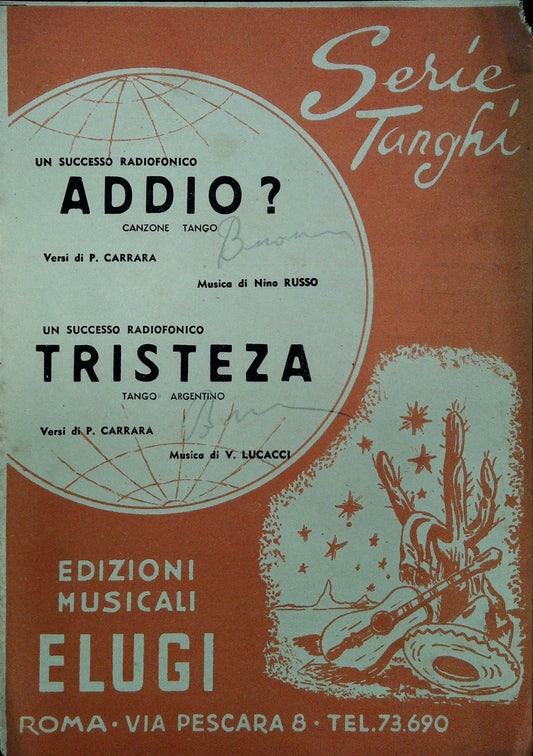 Serie
Tanghi
UN SUCCESSO RADIOFONICO
ADDIO?
CANZONE TANGO
Versi di P. CARRARA
Musica di Nino RUSSO
UN SUCCESSO RADIOFONICO
TRISTEZA
TANGO ARGENTINO
Versi di P. CARRARA
Musica di V. LUCACCI
EDIZIONI
MUSICALI
ELUGI
ROMA · VIA PESCARA 8 · TEL. 73.690